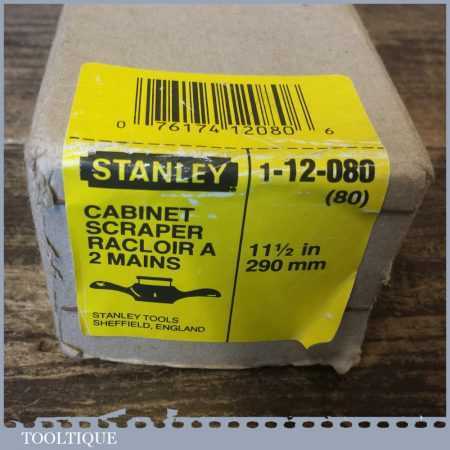 0 76174 12080 6
STANLEY
1-12-080
(80)
CABINET
SCRAPER
RACLOIR A
2 MAINS
11½ in
290 mm
STANLEY TOOLS
SHEFFIELD, ENGLAND
TOOLTIQUE